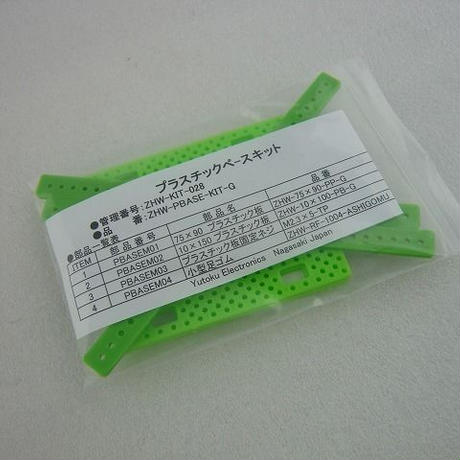 プラスチックベースキット
●管理番号:ZHW-KIT-028
●品　　番:ZHW-PBASE-KIT-G
●部品一覧表
ITEM 部品番号 部品名 品番
1 PBASEM01 75×90 プラスチック板 ZHW-75×90-PP-G
2 PBASEM02 10×150 プラスチック板 ZHW-10×100-PB-G
3 PBASEM03 プラスチック板固定ネジ M2.3×5-TP
4 PBASEM04 小型足ゴム ZHW-RF-1004-ASHIGOMU
Yutoku Electronics Nagasaki Japan